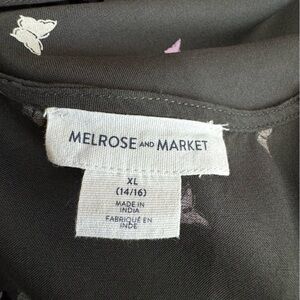 MELROSE AND MARKET
XL
(14/16)
MADE IN
INDIA
FABRIQUÉ EN
INDE